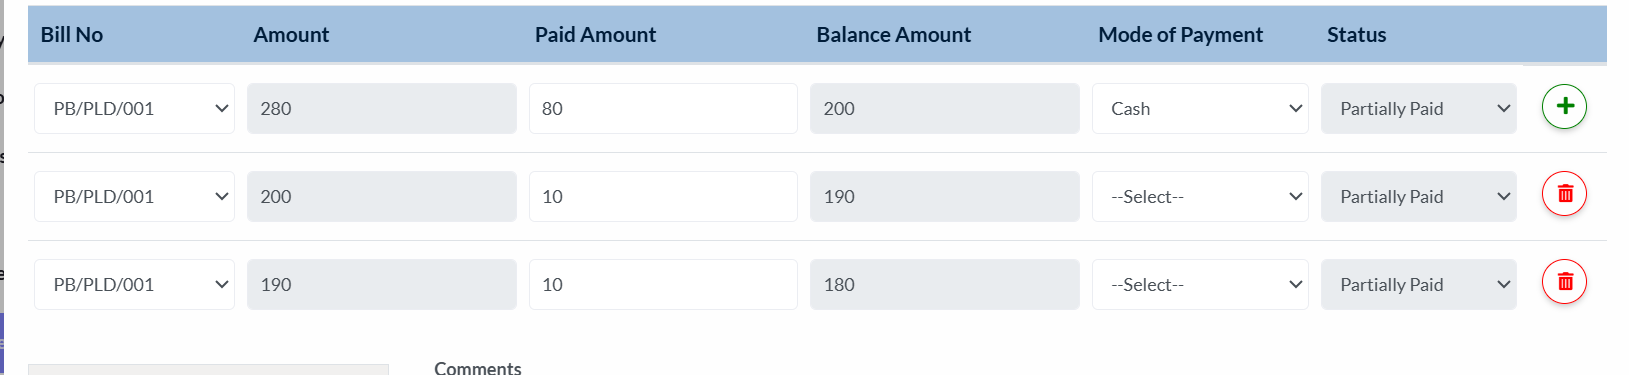 Bill No Amount Paid Amount Balance Amount Mode of Payment Status
PB/PLD/001 280 80 200 Cash Partially Paid
PB/PLD/001 200 10 190 --Select-- Partially Paid
PB/PLD/001 190 10 180 --Select-- Partially Paid
Comments